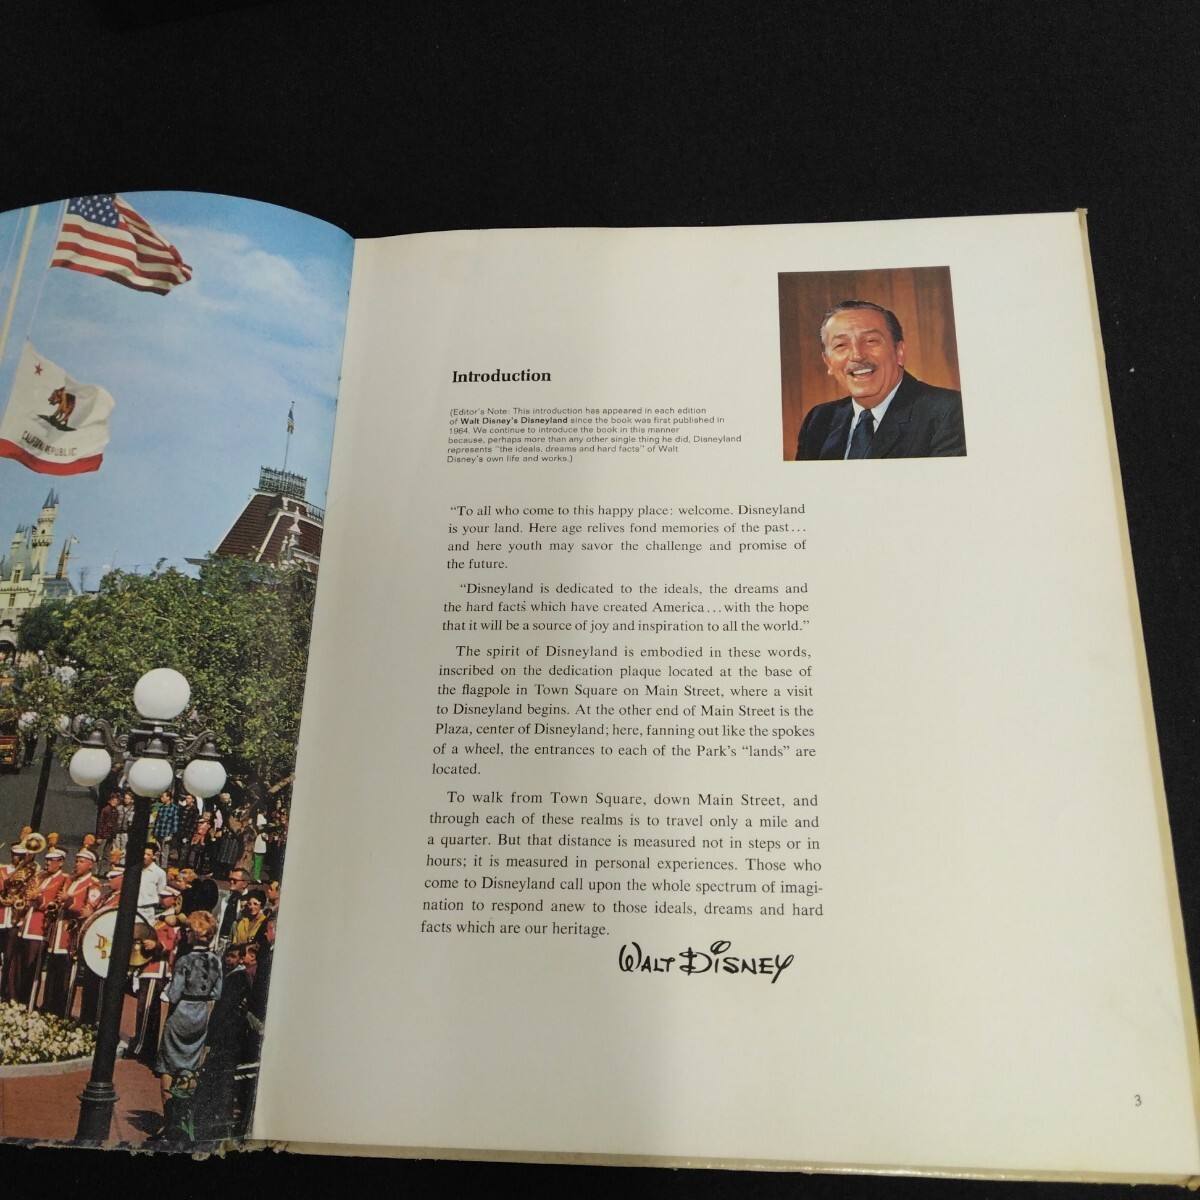 CALIFORNIA REPUBLIC
Introduction
(Editor's Note: This introduction has appeared in each edition
of Walt Disney's Disneyland since the book was first published in
1964. We continue to introduce the book in this manner
because, perhaps more than any other single thing he did, Disneyland
represents "the ideals, dreams and hard facts" of Walt
Disney's own life and works.)
“To all who come to this happy place: welcome. Disneyland
is your land. Here age relives fond memories of the past...
and here youth may savor the challenge and promise of
the future.
“Disneyland is dedicated to the ideals, the dreams and
the hard facts which have created America...with the hope
that it will be a source of joy and inspiration to all the world.”
The spirit of Disneyland is embodied in these words,
inscribed on the dedication plaque located at the base of
the flagpole in Town Square on Main Street, where a visit
to Disneyland begins. At the other end of Main Street is the
Plaza, center of Disneyland; here, fanning out like the spokes
of a wheel, the entrances to each of the Park’s “lands” are
located.
To walk from Town Square, down Main Street, and
through each of these realms is to travel only a mile and
a quarter. But that distance is measured not in steps or in
hours; it is measured in personal experiences. Those who
come to Disneyland call upon the whole spectrum of imagi-
nation to respond anew to those ideals, dreams and hard
facts which are our heritage.
WALT DISNEY
3